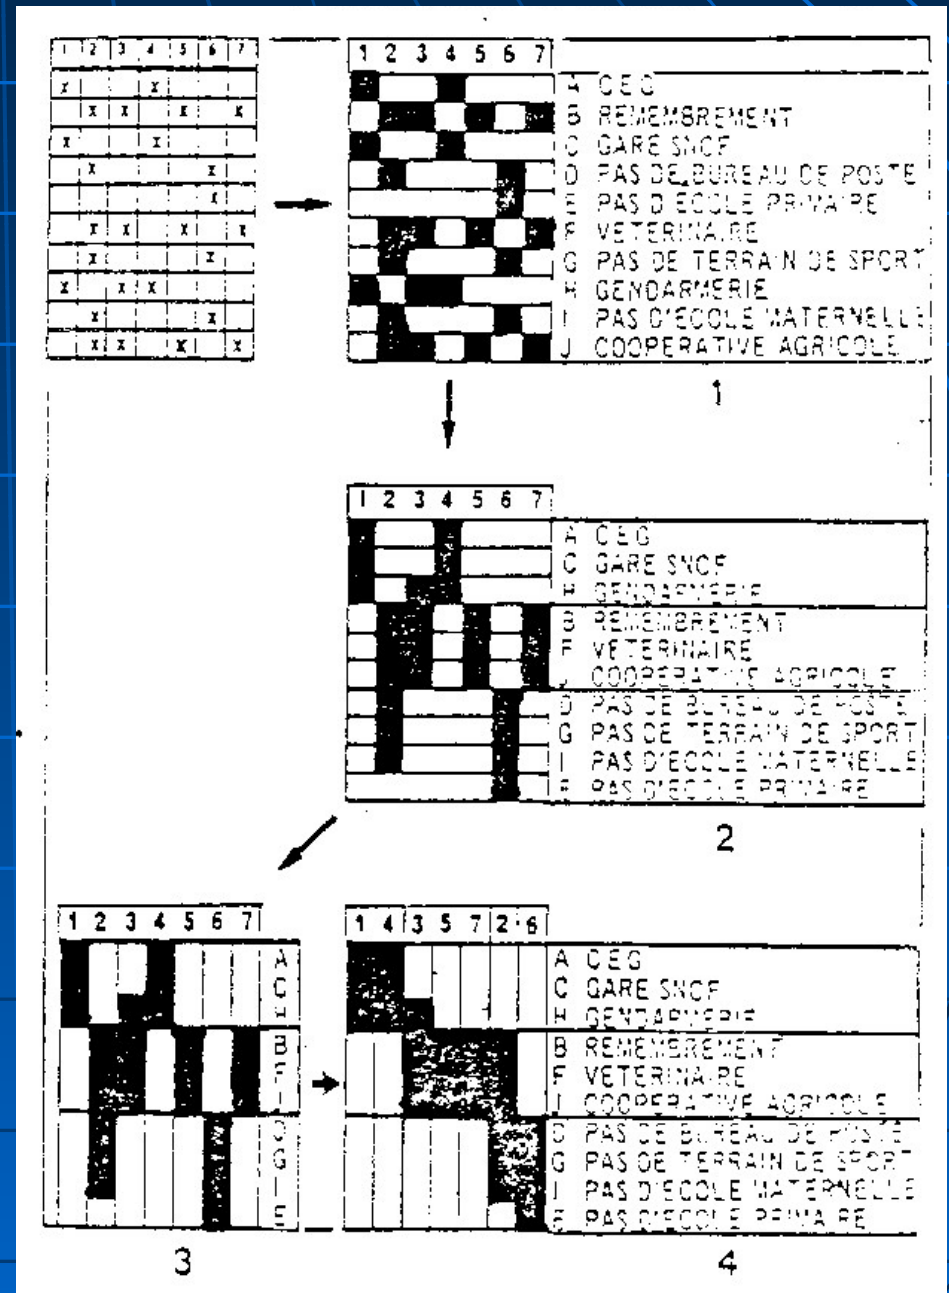 1 2 3 4 5 6 7
x x
x x x x
x x
x x
x
x x x x
x x
x x x
x x
x x x x
1 2 3 4 5 6 7
A CEG
B REMEMBREMENT
C GARE SNCF
D PAS DE BUREAU DE POSTE
E PAS D'ECOLE PRIMAIRE
F VETERINAIRE
G PAS DE TERRAIN DE SPORT
H GENDARMERIE
I PAS D'ECOLE MATERNELLE
J COOPERATIVE AGRICOLE
1
1 2 3 4 5 6 7
A CEG
C GARE SNCF
H GENDARMERIE
B REMEMBREMENT
F VETERINAIRE
J COOPERATIVE AGRICOLE
D PAS DE BUREAU DE POSTE
G PAS DE TERRAIN DE SPORT
I PAS D'ECOLE MATERNELLE
E PAS D'ECOLE PRIMAIRE
2
1 2 3 4 5 6 7
A
C
H
B
F
J
D
G
I
E
3
1 4 3 5 7 2 6
A CEG
C GARE SNCF
H GENDARMERIE
B REMEMBREMENT
F VETERINAIRE
J COOPERATIVE AGRICOLE
D PAS DE BUREAU DE POSTE
G PAS DE TERRAIN DE SPORT
I PAS D'ECOLE MATERNELLE
E PAS D'ECOLE PRIMAIRE
4